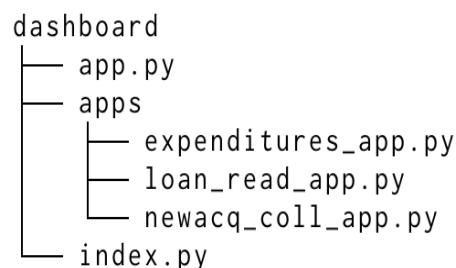 dashboard
app.py
apps
expenditures_app.py
loan_read_app.py
newacq_coll_app.py
index.py